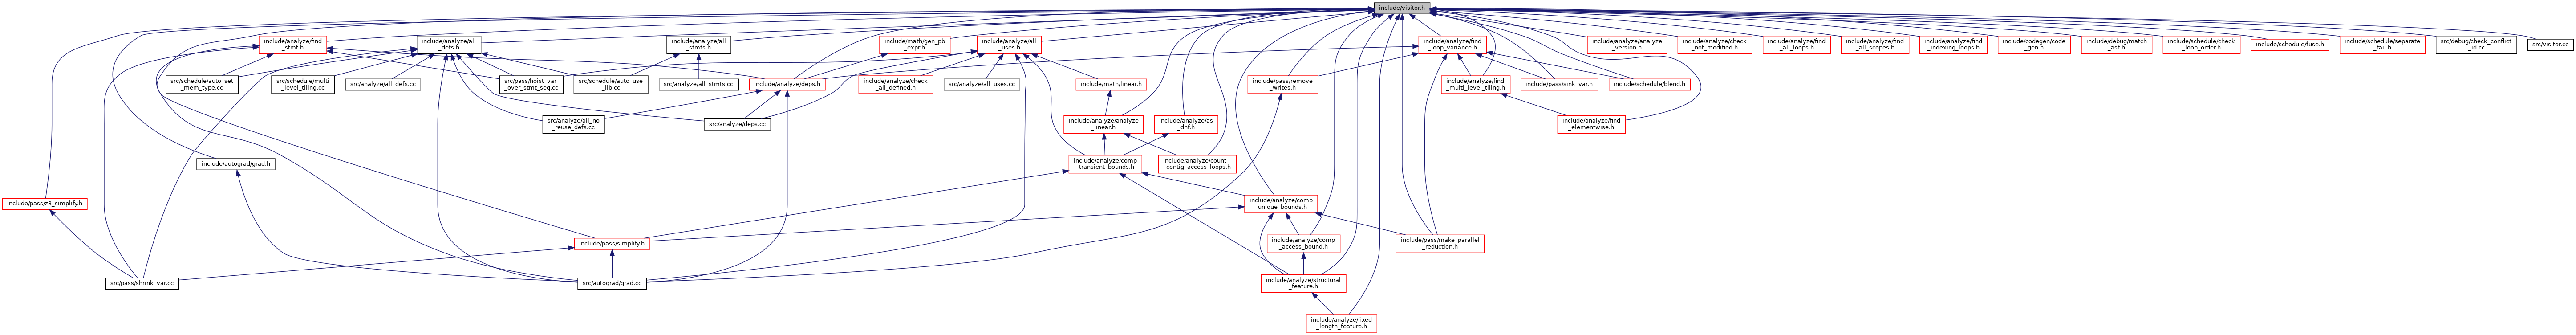 include/visitor.h
include/analyze/find
_stmt.h
include/analyze/all
_defs.h
include/analyze/all
_stmts.h
include/math/gen_pb
_expr.h
include/analyze/all
_uses.h
include/analyze/find
_loop_variance.h
include/analyze/analyze
_version.h
include/analyze/check
_not_modified.h
include/analyze/find
_all_loops.h
include/analyze/find
_all_scopes.h
include/analyze/find
_indexing_loops.h
include/codegen/code
_gen.h
include/debug/match
_ast.h
include/schedule/check
_loop_order.h
include/schedule/fuse.h
include/schedule/separate
_tail.h
src/debug/check_conflict
_id.cc
src/visitor.cc
src/schedule/auto_set
_mem_type.cc
src/schedule/multi
_level_tiling.cc
src/analyze/all_defs.cc
src/pass/hoist_var
_over_stmt_seq.cc
src/schedule/auto_use
_lib.cc
src/analyze/all_stmts.cc
include/analyze/deps.h
include/analyze/check
_all_defined.h
src/analyze/all_uses.cc
include/math/linear.h
include/pass/remove
_writes.h
include/analyze/find
_multi_level_tiling.h
include/pass/sink_var.h
include/schedule/blend.h
src/analyze/all_no
_reuse_defs.cc
src/analyze/deps.cc
include/analyze/analyze
_linear.h
include/analyze/as
_dnf.h
include/analyze/find
_elementwise.h
include/autograd/grad.h
include/analyze/comp
_transient_bounds.h
include/analyze/count
_contig_access_loops.h
include/pass/z3_simplify.h
include/analyze/comp
_unique_bounds.h
include/pass/simplify.h
include/analyze/comp
_access_bound.h
include/pass/make_parallel
_reduction.h
src/pass/shrink_var.cc
src/autograd/grad.cc
include/analyze/structural
_feature.h
include/analyze/fixed
_length_feature.h